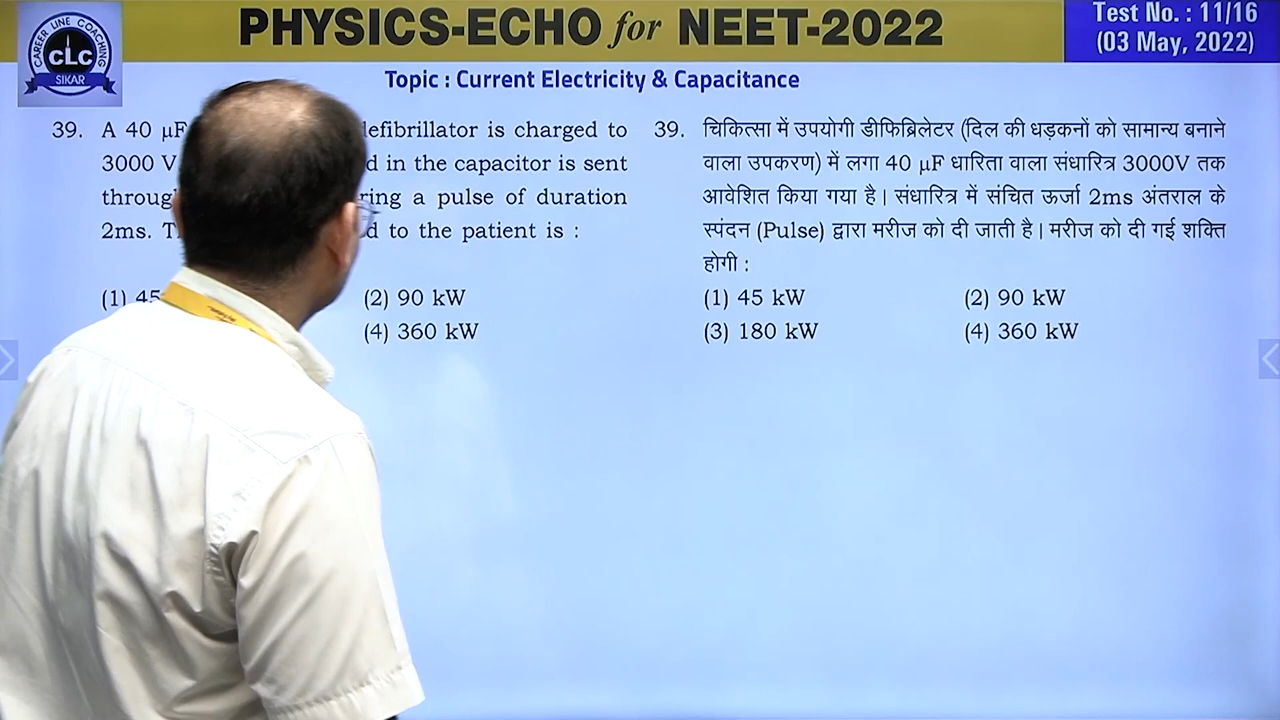 PHYSICS-ECHO for NEET-2022
Test No. : 11/16
(03 May, 2022)
CAREER LINE COACHING
CLC
SIKAR
Topic : Current Electricity & Capacitance
39. A 40 μF defibrillator is charged to
3000 V in the capacitor is sent
through a pulse of duration
2ms. to the patient is :
(1) 45 (2) 90 kW
(4) 360 kW
39. चिकित्सा में उपयोगी डीफिब्रिलेटर (दिल की धड़कनों को सामान्य बनाने
वाला उपकरण) में लगा 40 μF धारिता वाला संधारित्र 3000V तक
आवेशित किया गया है। संधारित्र में संचित ऊर्जा 2ms अंतराल के
स्पंदन (Pulse) द्वारा मरीज को दी जाती है। मरीज को दी गई शक्ति
होगी :
(1) 45 kW (2) 90 kW
(3) 180 kW (4) 360 kW